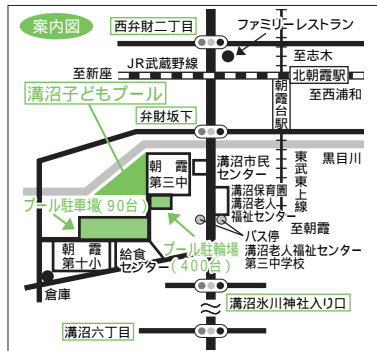 案内図
西弁財二丁目
ファミリーレストラン
JR武蔵野線
至志木
至新座
北朝霞駅
朝霞台駅
至西浦和
溝沼子どもプール
弁財坂下
黒目川
朝霞
第三中
溝沼市民
センター
東武東上線
プール駐車場(90台)
溝沼保育園
溝沼老人
福祉センター
至朝霞
プール駐輪場
(400台)
バス停
溝沼老人福祉センター
第三中学校
朝霞
第十小
給食
センター
倉庫
溝沼氷川神社入り口
溝沼六丁目